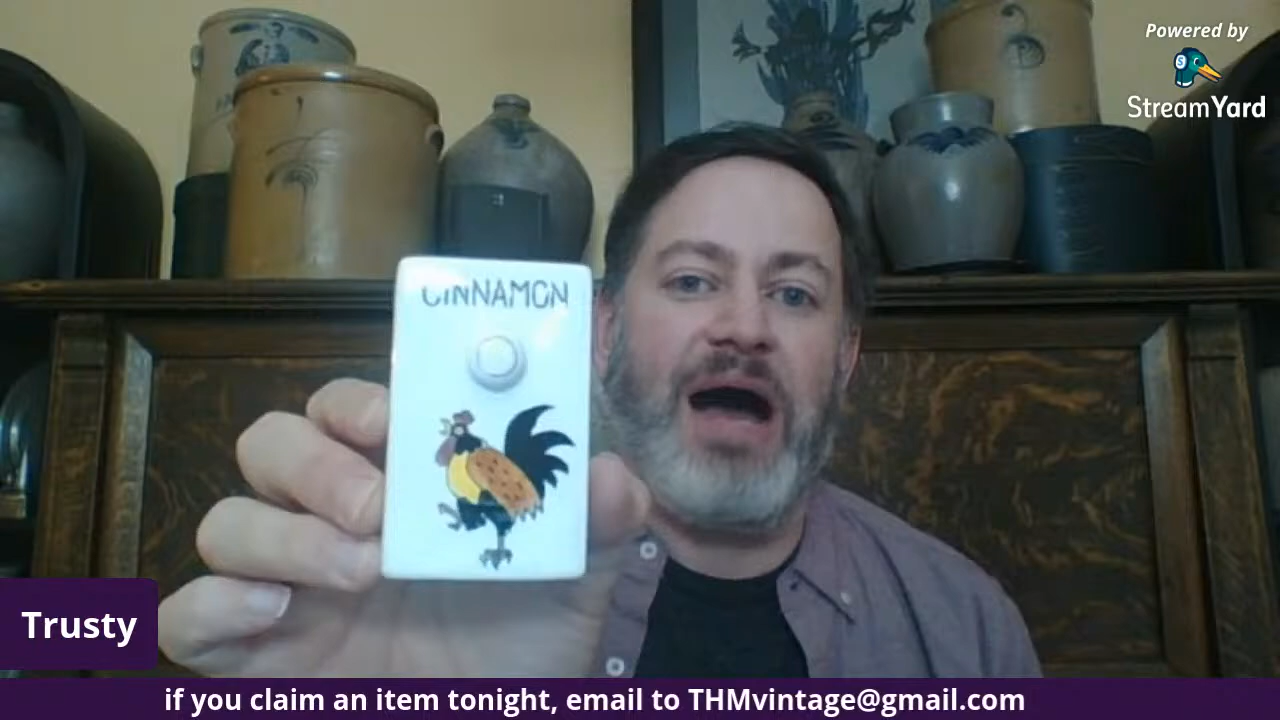 Powered by
StreamYard
CINNAMON
Trusty
if you claim an item tonight, email to THMvintage@gmail.com